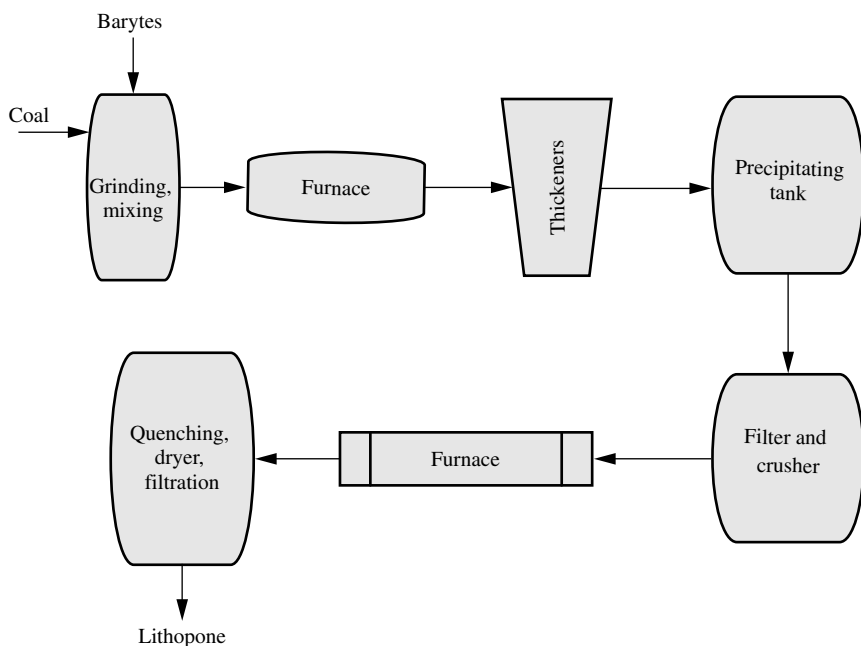 Barytes
Coal
Grinding,
mixing
Furnace
Thickeners
Precipitating
tank
Quenching,
dryer,
filtration
Furnace
Filter and
crusher
Lithopone